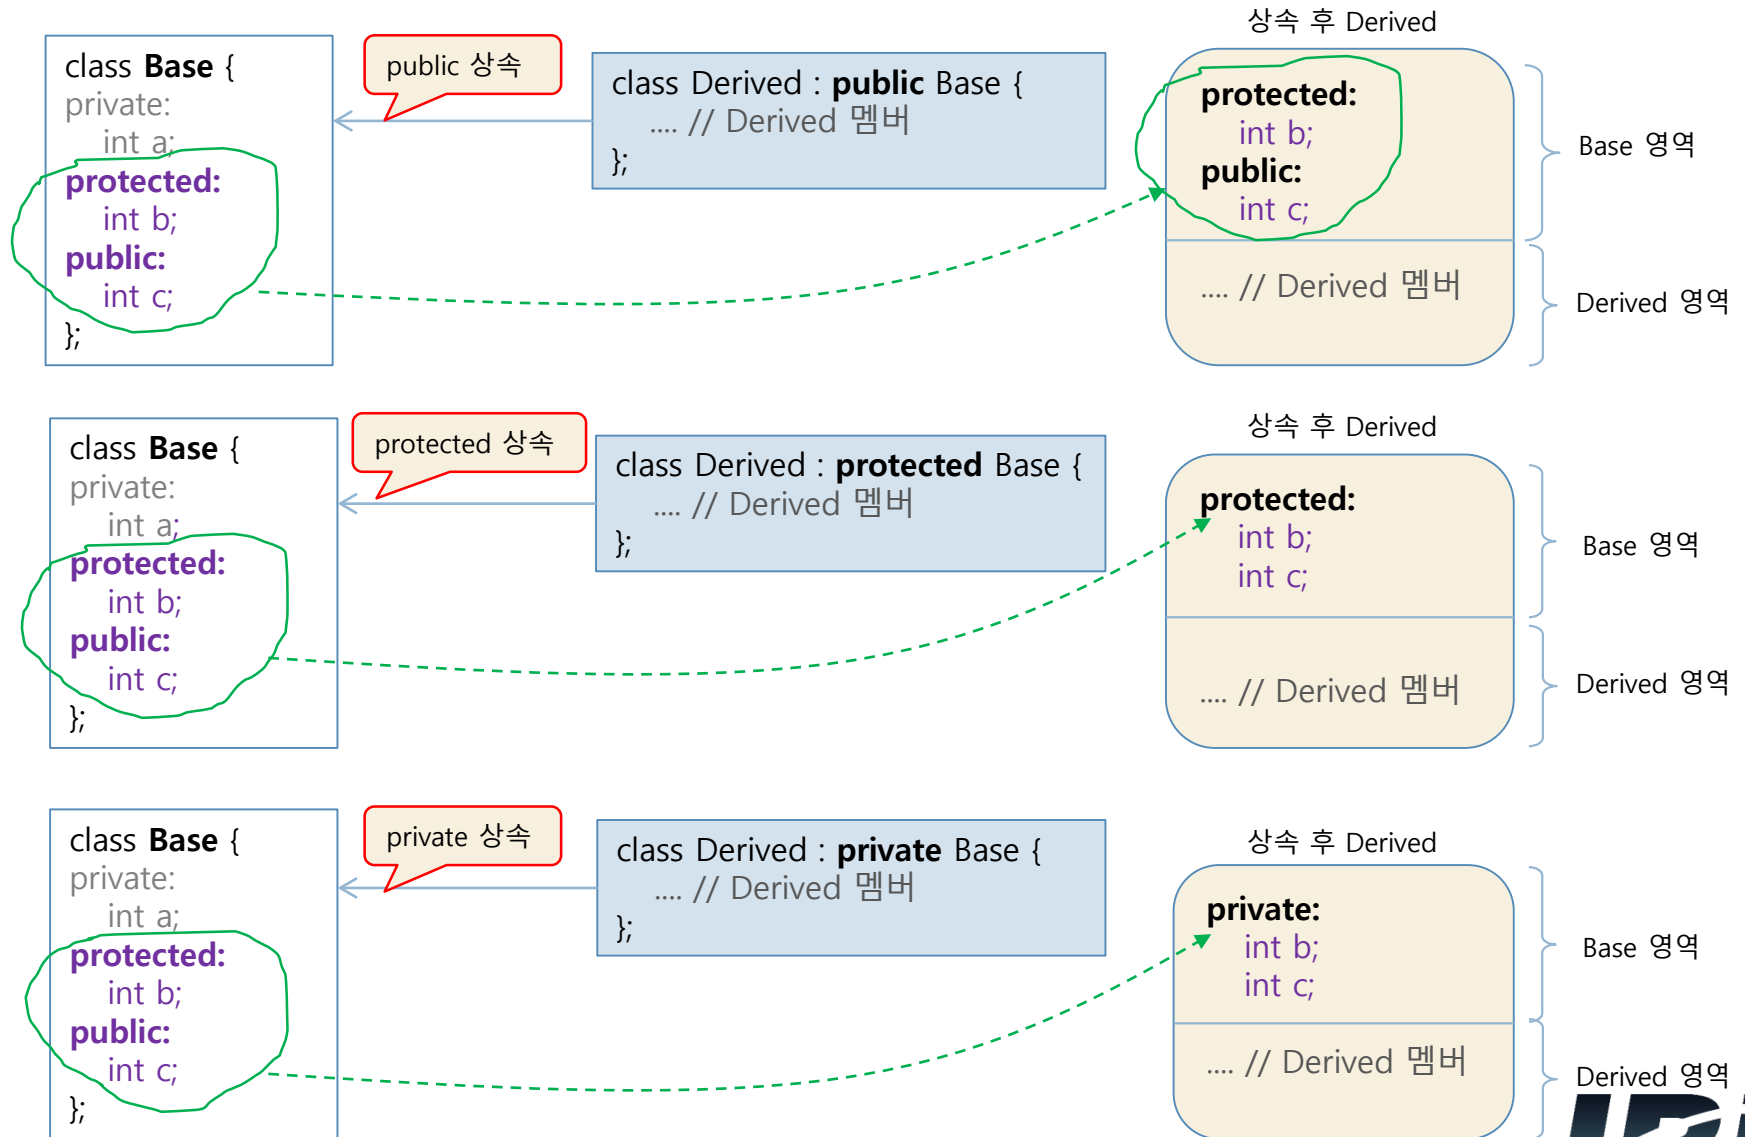 상속 후 Derived
class Base {
private:
int a;
protected:
int b;
public:
int c;
};
public 상속
class Derived : public Base {
.... // Derived 멤버
};
protected:
int b;
public:
int c;
.... // Derived 멤버
Base 영역
Derived 영역
상속 후 Derived
class Base {
private:
int a;
protected:
int b;
public:
int c;
};
protected 상속
class Derived : protected Base {
.... // Derived 멤버
};
protected:
int b;
int c;
.... // Derived 멤버
Base 영역
Derived 영역
상속 후 Derived
class Base {
private:
int a;
protected:
int b;
public:
int c;
};
private 상속
class Derived : private Base {
.... // Derived 멤버
};
private:
int b;
int c;
.... // Derived 멤버
Base 영역
Derived 영역